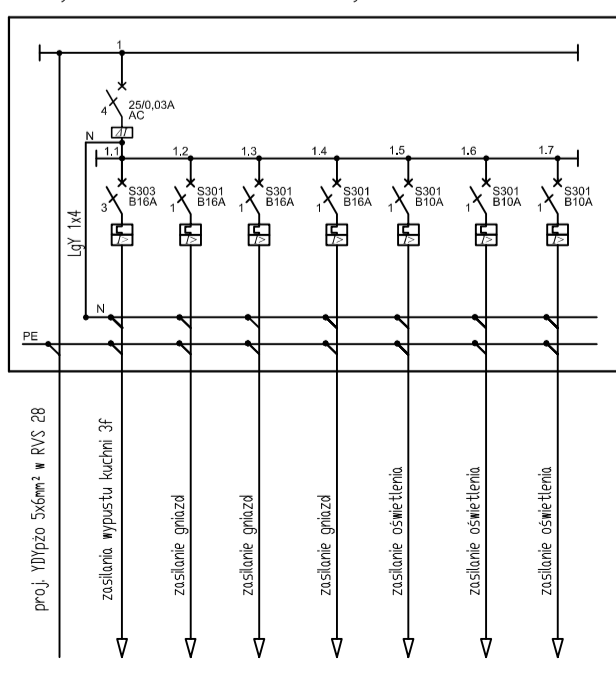 1
4
25/0,03A
AC
N
1.1
1.2
1.3
1.4
1.5
1.6
1.7
3
S303
B16A
1
S301
B16A
1
S301
B16A
1
S301
B16A
1
S301
B10A
1
S301
B10A
1
S301
B10A
LgY 1x4
N
PE
proj. YDYpżo 5x6mm² w RVS 28
zasilania wypustu kuchni 3f
zasilanie gniazd
zasilanie gniazd
zasilanie gniazd
zasilanie oświetlenia
zasilanie oświetlenia
zasilanie oświetlenia